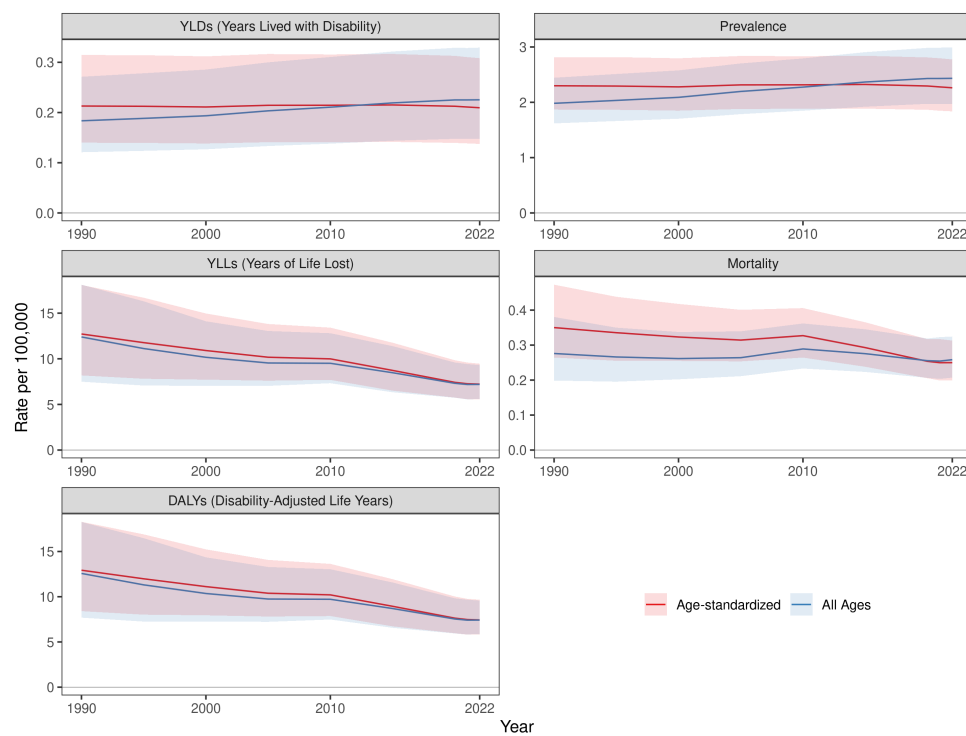 YLDs (Years Lived with Disability)
Prevalence
0.3
0.2
0.1
0.0
3
2
1
0
1990 2000 2010 2022
1990 2000 2010 2022
YLLs (Years of Life Lost)
Mortality
15
10
5
0
0.4
0.3
0.2
0.1
0.0
1990 2000 2010 2022
1990 2000 2010 2022
DALYs (Disability-Adjusted Life Years)
15
10
5
0
1990 2000 2010 2022
Age-standardized All Ages
Rate per 100,000
Year